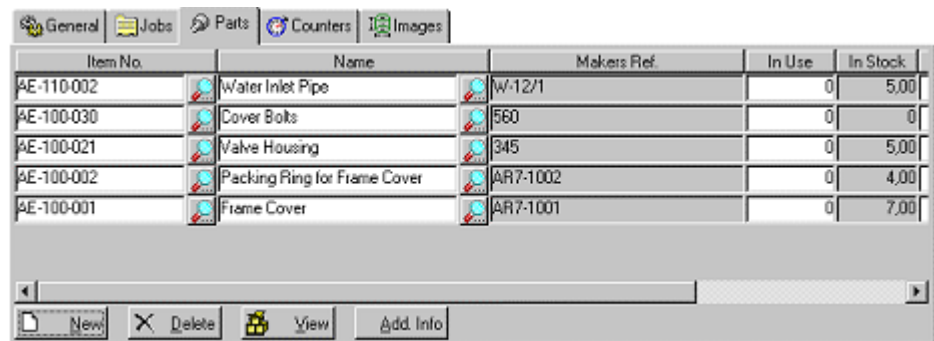 General Jobs Parts Counters Images
Item No. Name Makers Ref. In Use In Stock
AE-110-002 Water Inlet Pipe W-12/1 0 5,00
AE-100-030 Cover Bolts 560 0 0
AE-100-021 Valve Housing 345 0 5,00
AE-100-002 Packing Ring for Frame Cover AR7-1002 0 4,00
AE-100-001 Frame Cover AR7-1001 0 7,00
New Delete View Add. Info